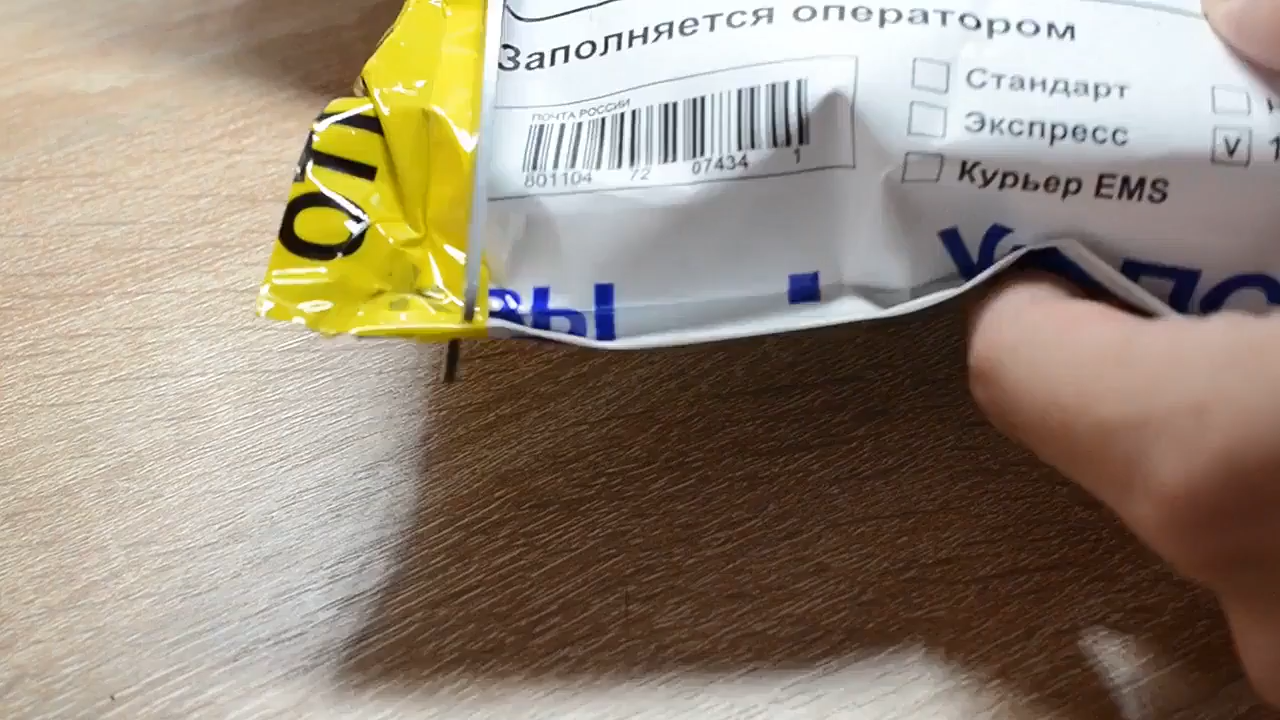 Заполняется оператором
ПОЧТА РОССИИ
801104 72 07434 1
Стандарт
Экспресс
V
Курьер EMS